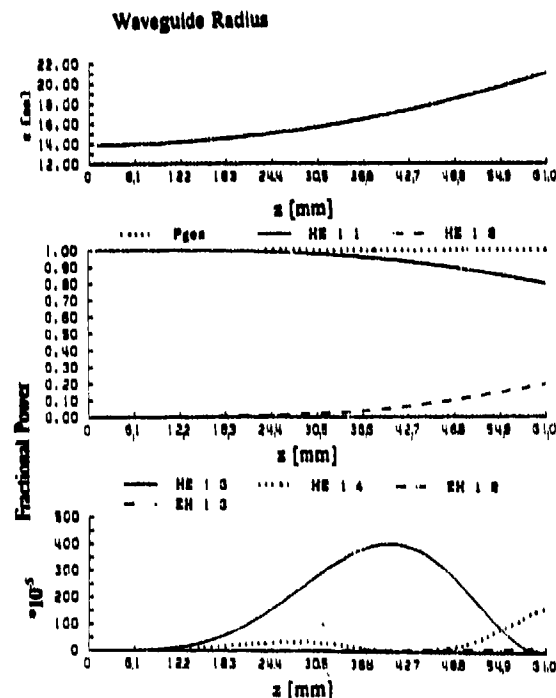 Waveguide Radius
22.00
20.00
18.00
16.00
14.00
12.00
0 6,1 12,2 18,3 24,4 30,5 36,6 42,7 48,8 54,9 61,0
z [mm]
HE 1 1
1.00
0.90
0.80
0.70
0.60
0.50
0.40
0.30
0.20
0.10
0.00
0 6,1 12,2 18,3 24,4 30,5 36,6 42,7 48,8 54,9 61,0
z [mm]
Fractional Power
HE 1 3 HE 1 4 EH 1 2
EH 1 3
500
400
300
200
100
0
*10-5
0 6,1 12,2 18,3 24,4 30,5 36,6 42,7 48,8 54,9 61,0
z [mm]